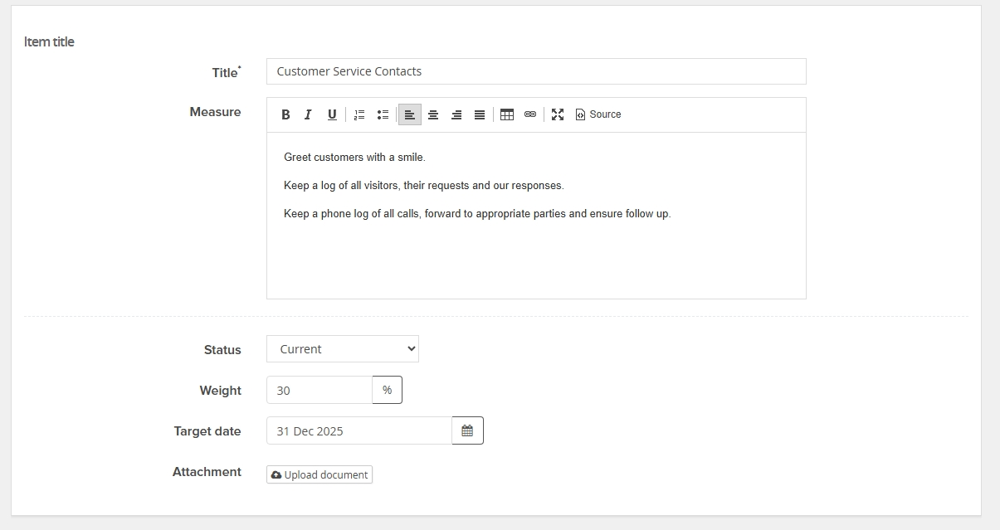 Item title
Title*
Customer Service Contacts
Measure
B I U Source
Greet customers with a smile.
Keep a log of all visitors, their requests and our responses.
Keep a phone log of all calls, forward to appropriate parties and ensure follow up.
Status
Current
Weight
30 %
Target date
31 Dec 2025
Attachment
Upload document